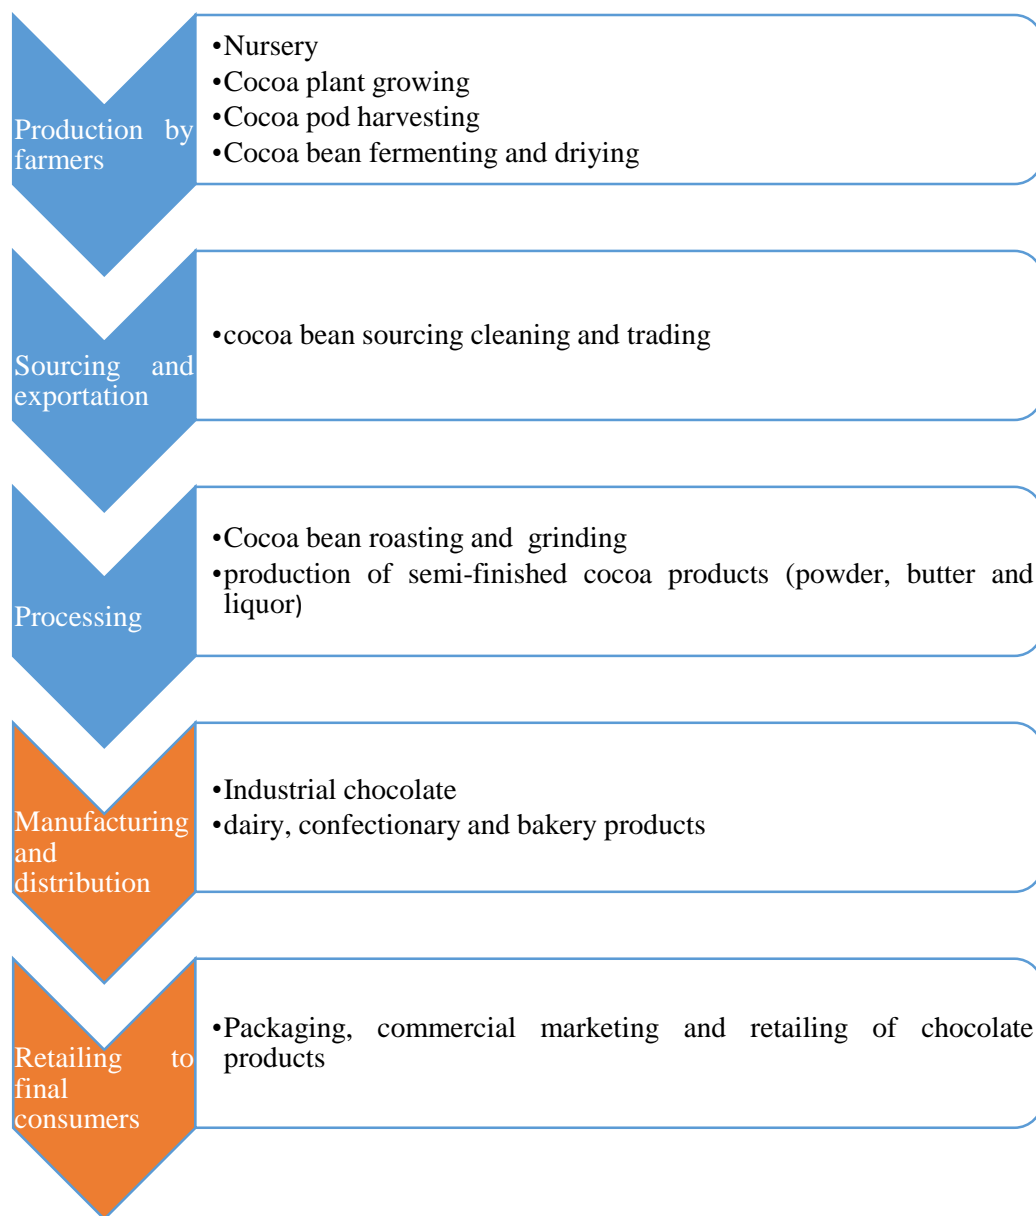 Production by
farmers
•Nursery
•Cocoa plant growing
•Cocoa pod harvesting
•Cocoa bean fermenting and driying
Sourcing and
exportation
•cocoa bean sourcing cleaning and trading
Processing
•Cocoa bean roasting and grinding
•production of semi-finished cocoa products (powder, butter and
liquor)
Manufacturing
and
distribution
•Industrial chocolate
•dairy, confectionary and bakery products
Retailing to
final
consumers
•Packaging, commercial marketing and retailing of chocolate
products